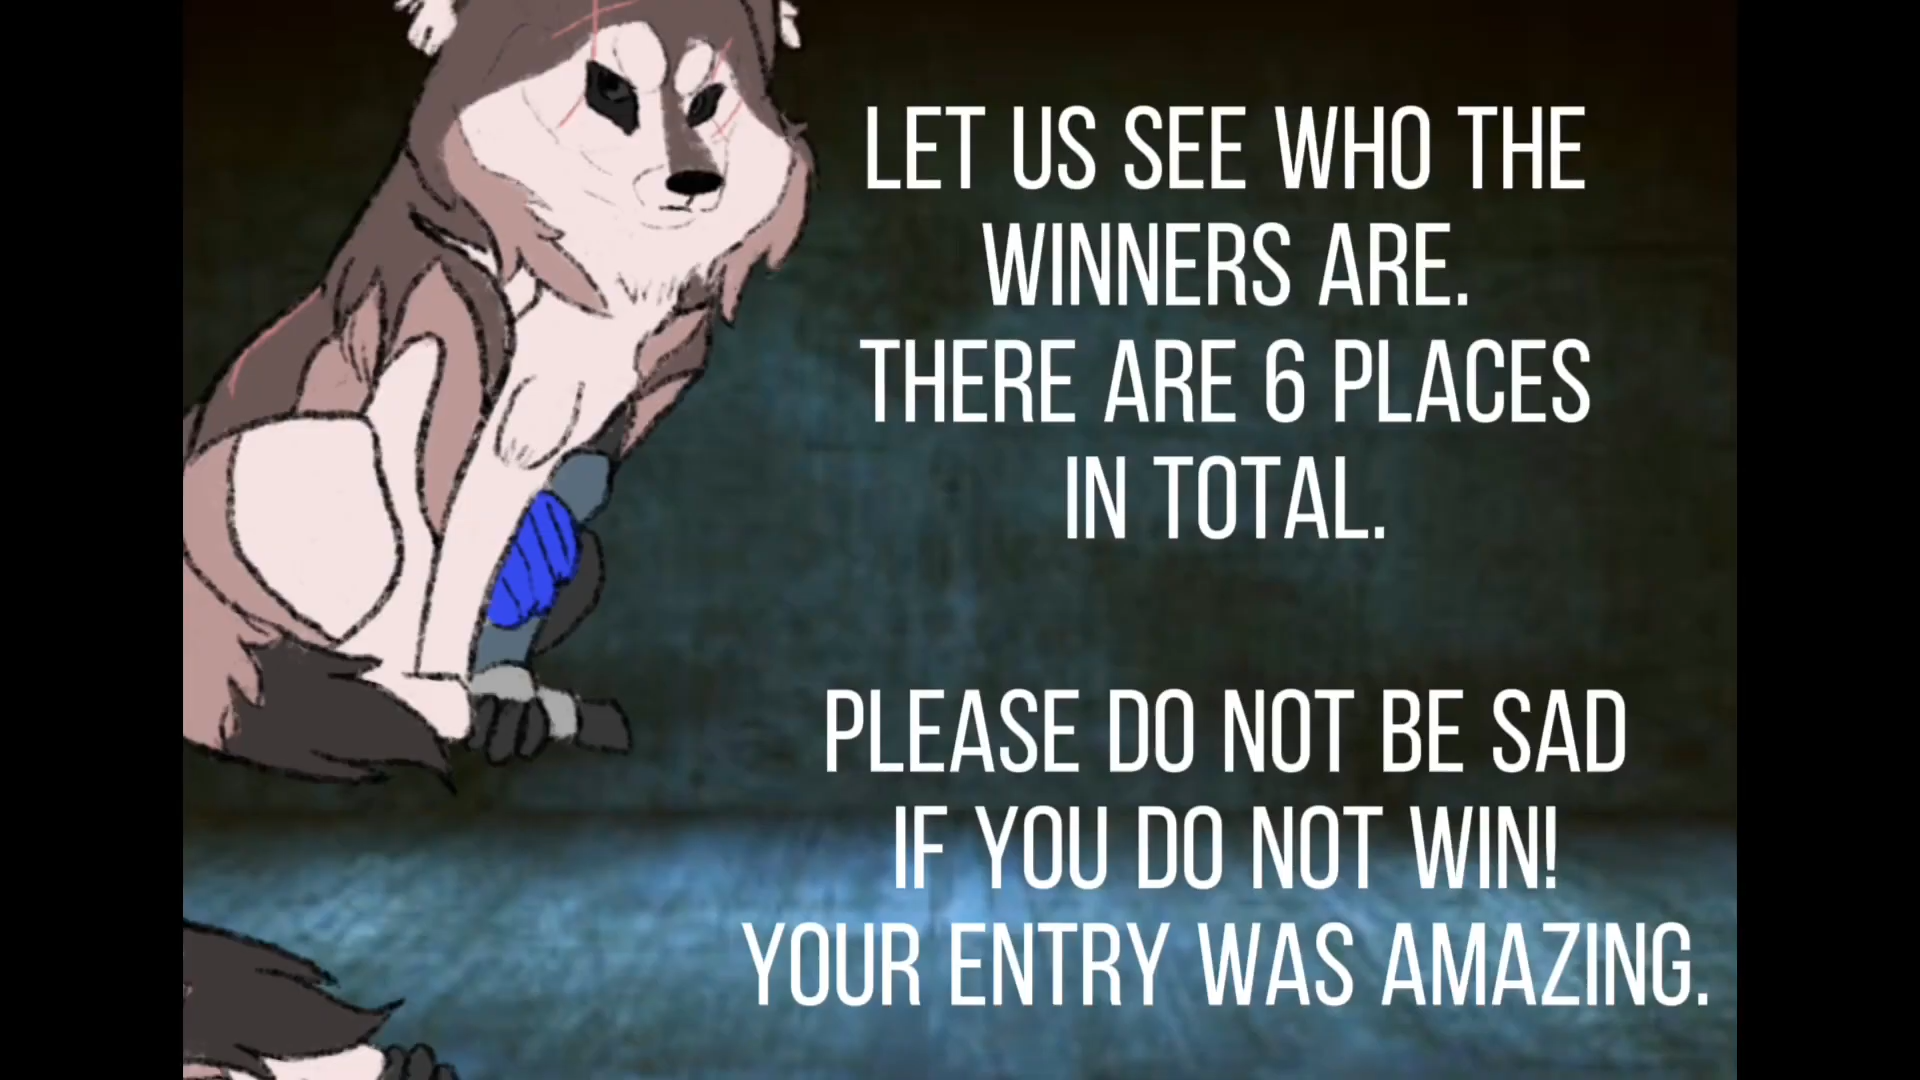 LET US SEE WHO THE
WINNERS ARE.
THERE ARE 6 PLACES
IN TOTAL.
PLEASE DO NOT BE SAD
IF YOU DO NOT WIN!
YOUR ENTRY WAS AMAZING.